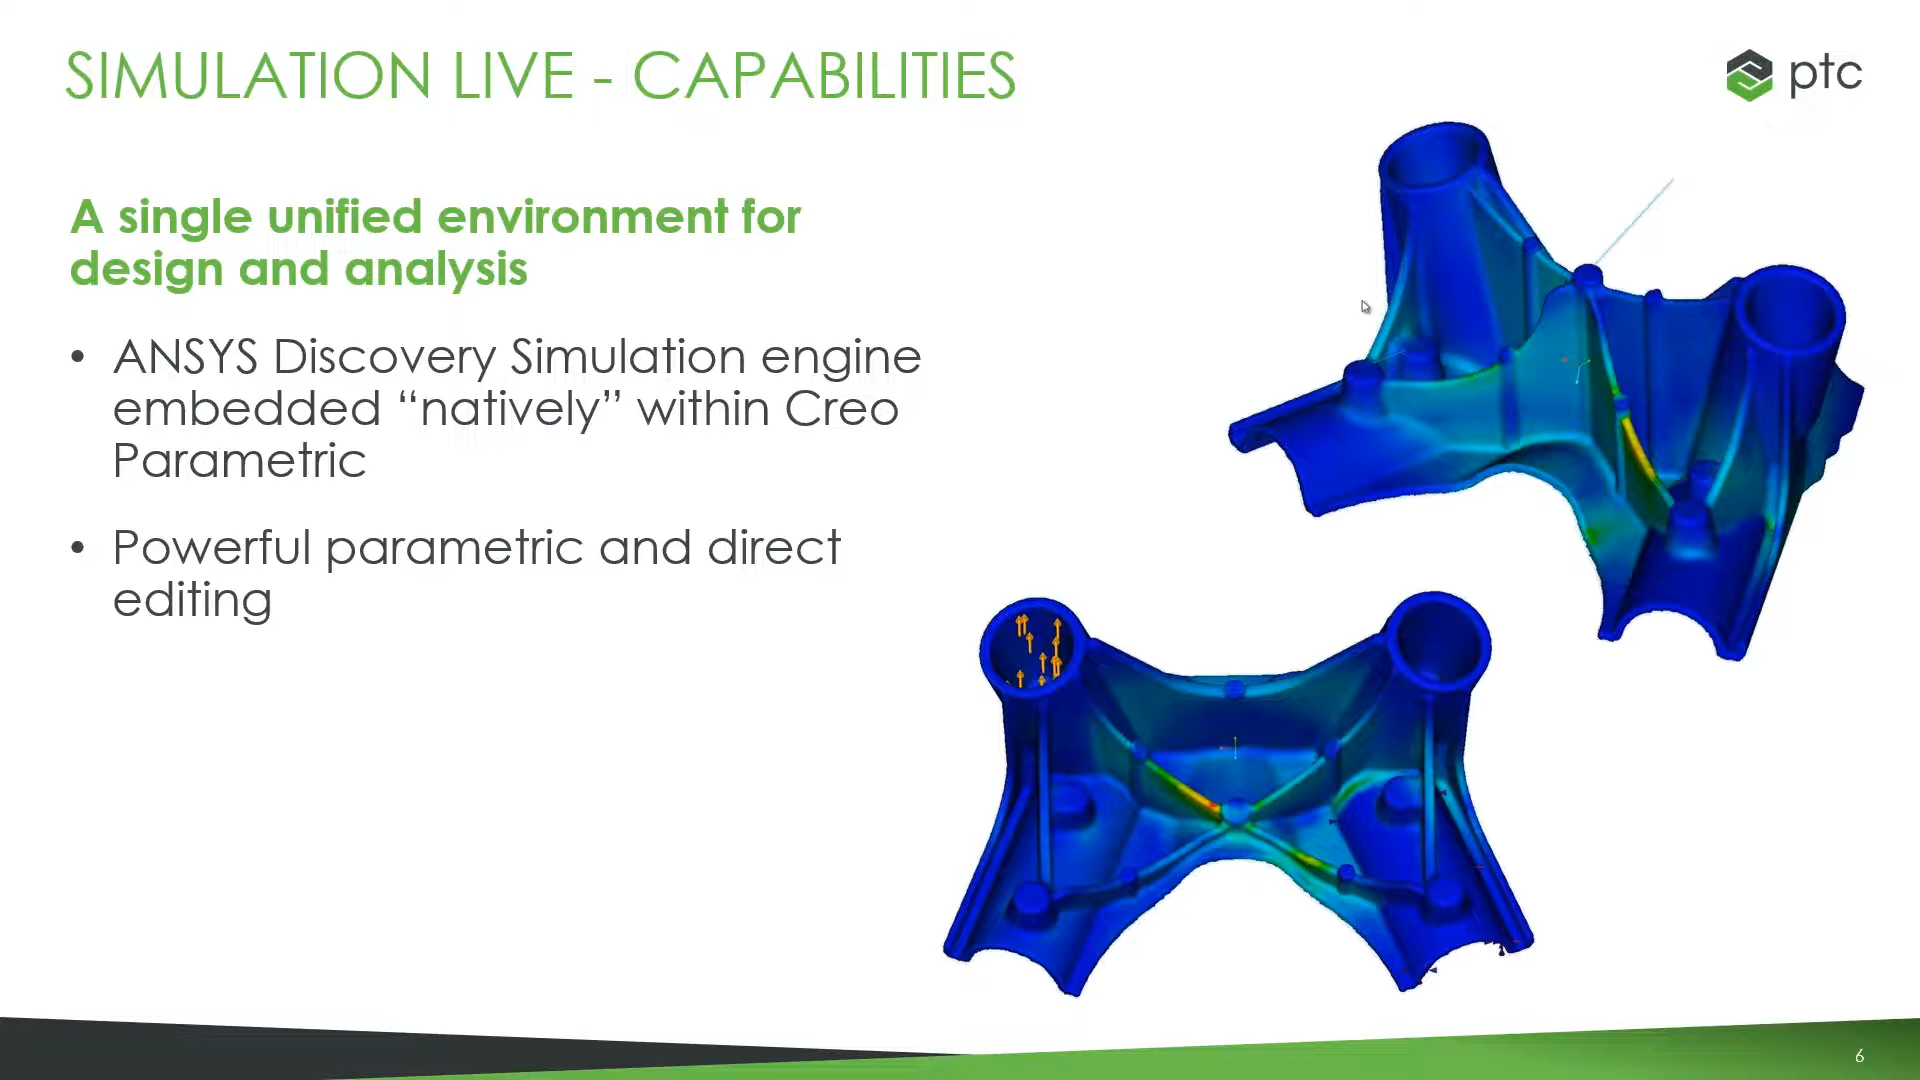 SIMULATION LIVE - CAPABILITIES
ptc
A single unified environment for
design and analysis
• ANSYS Discovery Simulation engine
embedded “natively” within Creo
Parametric
• Powerful parametric and direct
editing
6